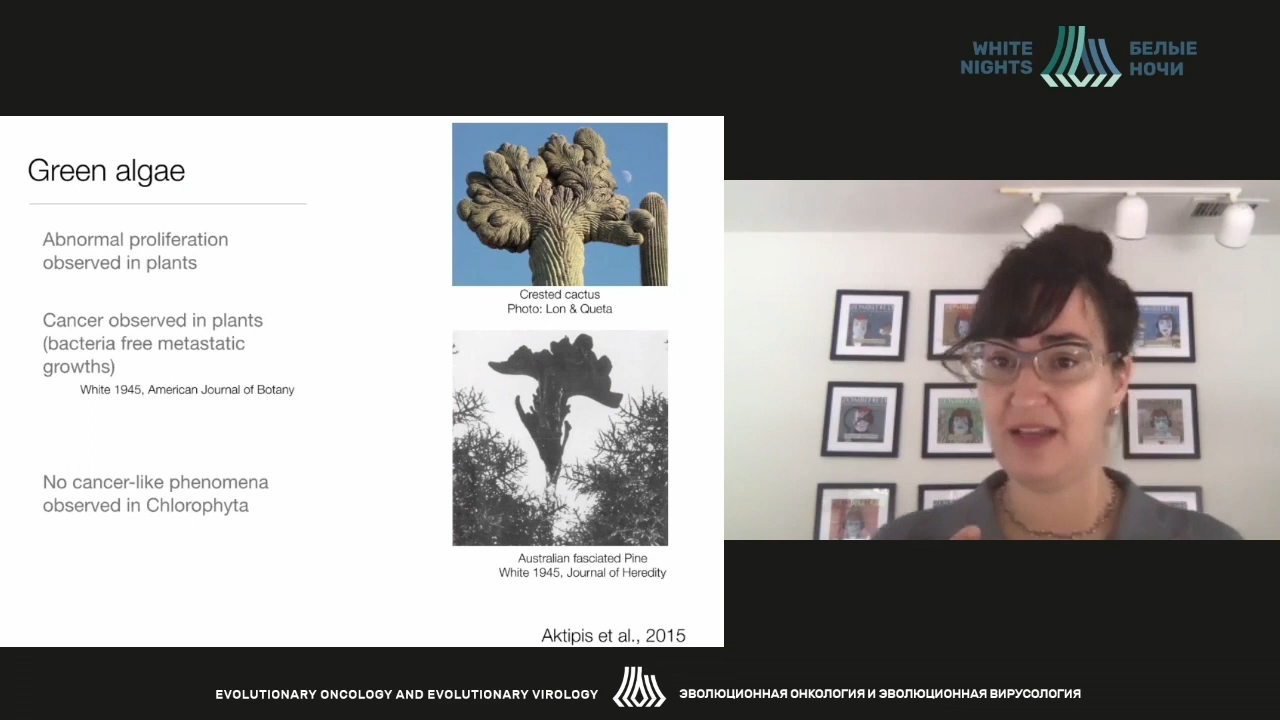 WHITE
NIGHTS
БЕЛЫЕ
НОЧИ
Green algae
Abnormal proliferation
observed in plants
Cancer observed in plants
(bacteria free metastatic
growths)
White 1945, American Journal of Botany
No cancer-like phenomena
observed in Chlorophyta
Crested cactus
Photo: Lon & Queta
Australian fasciated Pine
White 1945, Journal of Heredity
Aktipis et al., 2015
EVOLUTIONARY ONCOLOGY AND EVOLUTIONARY VIROLOGY
ЭВОЛЮЦИОННАЯ ОНКОЛОГИЯ И ЭВОЛЮЦИОННАЯ ВИРУСОЛОГИЯ